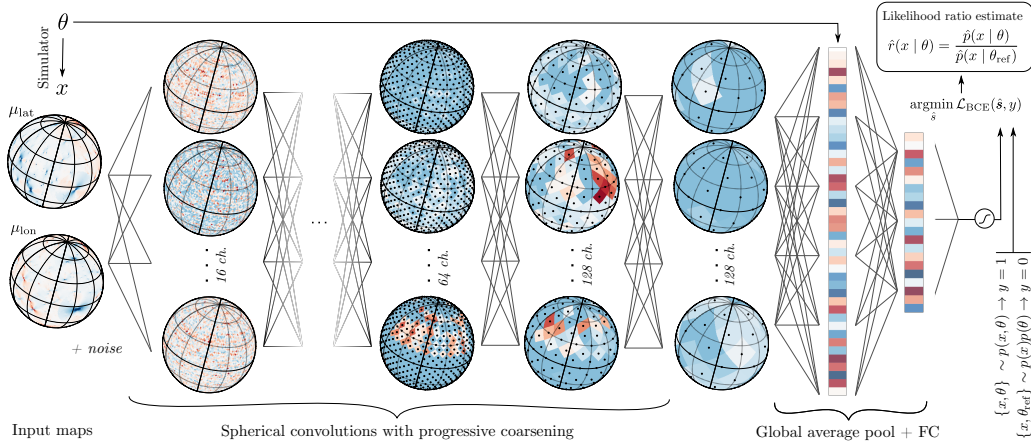 θ
Simulator
x
μ_lat
μ_lon
+ noise
Input maps
16 ch.
...
64 ch.
128 ch.
128 ch.
Spherical convolutions with progressive coarsening
Global average pool + FC
Likelihood ratio estimate
r̂(x | θ) = p̂(x | θ) / p̂(x | θ_ref)
argmin_ŝ ℒ_BCE(ŝ, y)
{x, θ} ∼ p(x, θ) → y = 1
{x, θ_ref} ∼ p(x)p(θ) → y = 0